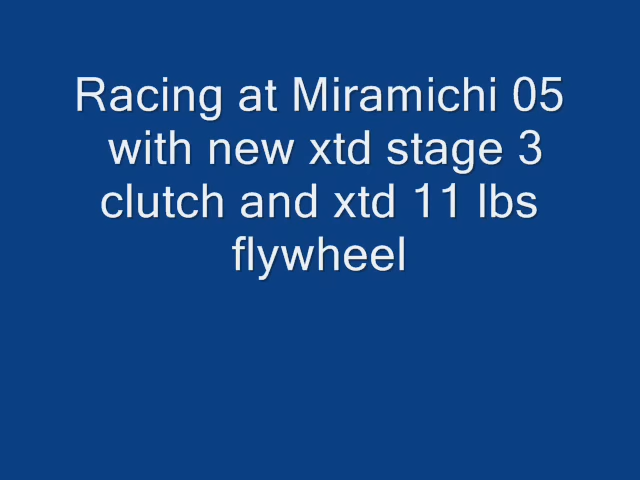 Racing at Miramichi 05
with new xtd stage 3
clutch and xtd 11 lbs
flywheel